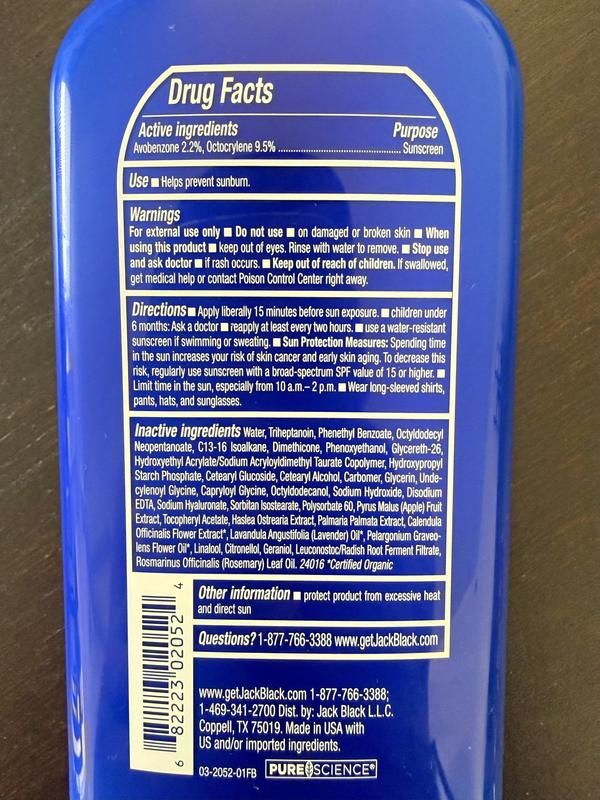 Drug Facts
Active ingredients Purpose
Avobenzone 2.2%, Octocrylene 9.5% ........................................ Sunscreen
Use ■ Helps prevent sunburn.
Warnings
For external use only ■ Do not use ■ on damaged or broken skin ■ When
using this product ■ keep out of eyes. Rinse with water to remove. ■ Stop use
and ask doctor ■ if rash occurs. ■ Keep out of reach of children. If swallowed,
get medical help or contact Poison Control Center right away.
Directions ■ Apply liberally 15 minutes before sun exposure. ■ children under
6 months: Ask a doctor ■ reapply at least every two hours. ■ use a water-resistant
sunscreen if swimming or sweating. ■ Sun Protection Measures: Spending time
in the sun increases your risk of skin cancer and early skin aging. To decrease this
risk, regularly use sunscreen with a broad-spectrum SPF value of 15 or higher. ■
Limit time in the sun, especially from 10 a.m.– 2 p.m. ■ Wear long-sleeved shirts,
pants, hats, and sunglasses.
Inactive ingredients Water, Triheptanoin, Phenethyl Benzoate, Octyldodecyl
Neopentanoate, C13-16 Isoalkane, Dimethicone, Phenoxyethanol, Glycereth-26,
Hydroxyethyl Acrylate/Sodium Acryloyldimethyl Taurate Copolymer, Hydroxypropyl
Starch Phosphate, Cetearyl Glucoside, Cetearyl Alcohol, Carbomer, Glycerin, Unde-
cylenoyl Glycine, Capryloyl Glycine, Octyldodecanol, Sodium Hydroxide, Disodium
EDTA, Sodium Hyaluronate, Sorbitan Isostearate, Polysorbate 60, Pyrus Malus (Apple) Fruit
Extract, Tocopheryl Acetate, Haslea Ostrearia Extract, Palmaria Palmata Extract, Calendula
Officinalis Flower Extract*, Lavandula Angustifolia (Lavender) Oil*, Pelargonium Graveo-
lens Flower Oil*, Linalool, Citronellol, Geraniol, Leuconostoc/Radish Root Ferment Filtrate,
Rosmarinus Officinalis (Rosemary) Leaf Oil. 24016 *Certified Organic
Other information ■ protect product from excessive heat
and direct sun
Questions? 1-877-766-3388 www.getJackBlack.com
6 82223 02052 4
www.getJackBlack.com 1-877-766-3388;
1-469-341-2700 Dist. by: Jack Black L.L.C.
Coppell, TX 75019. Made in USA with
US and/or imported ingredients.
03-2052-01FB PURE SCIENCE®